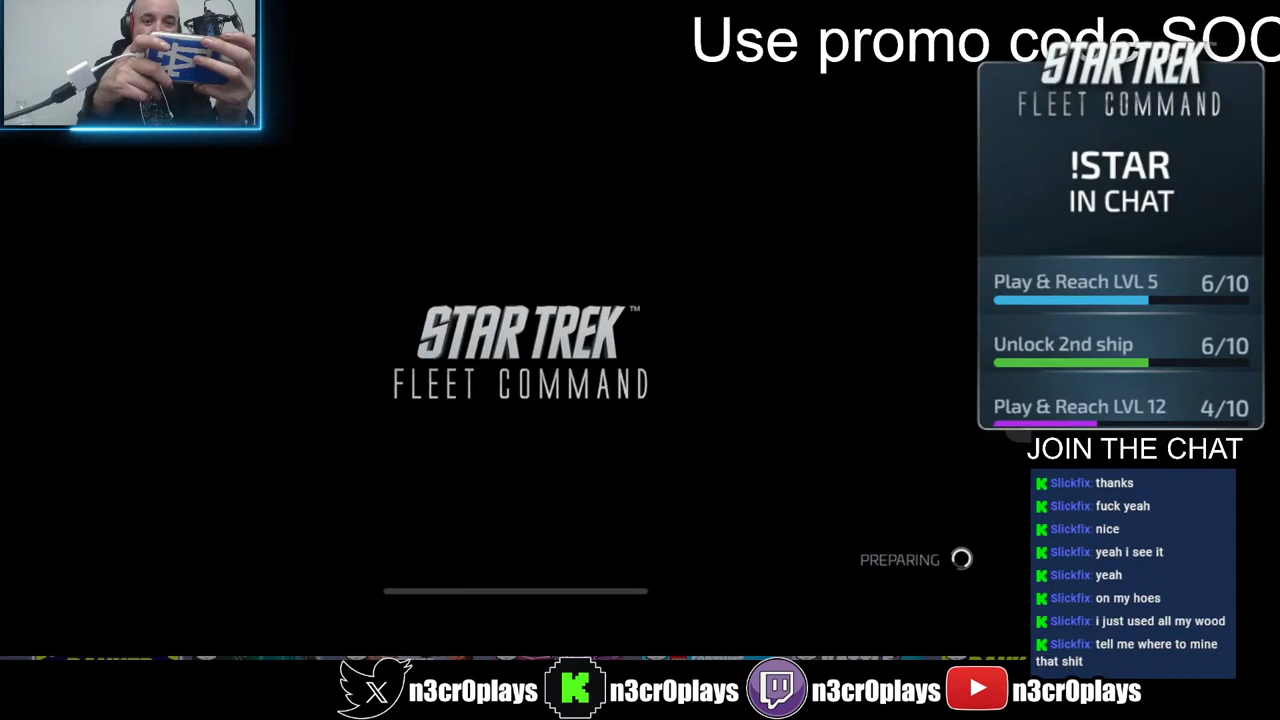 Use promo code SOC
STAR TREK™
FLEET COMMAND
!STAR
IN CHAT
Play & Reach LVL 5 6/10
Unlock 2nd ship 6/10
Play & Reach LVL 12 4/10
STAR TREK™
FLEET COMMAND
PREPARING
JOIN THE CHAT
Slickfix: thanks
Slickfix: fuck yeah
Slickfix: nice
Slickfix: yeah i see it
Slickfix: yeah
Slickfix: on my hoes
Slickfix: i just used all my wood
Slickfix: tell me where to mine
that shit
n3cr0plays n3cr0plays n3cr0plays n3cr0plays